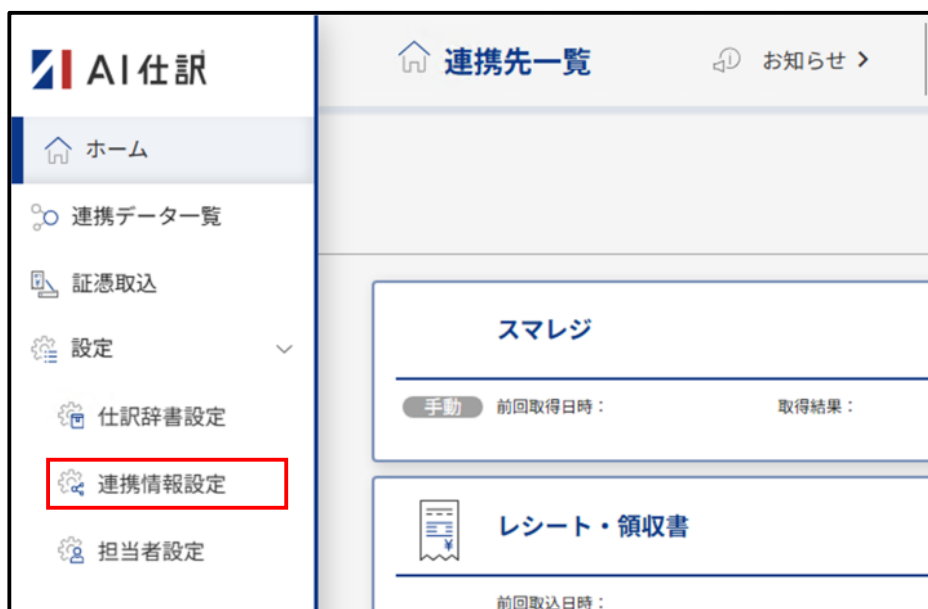 AI仕訳
ホーム
連携データ一覧
証憑取込
設定
仕訳辞書設定
連携情報設定
担当者設定
連携先一覧
お知らせ
スマレジ
手動 前回取得日時： 取得結果：
レシート・領収書
前回取込日時：